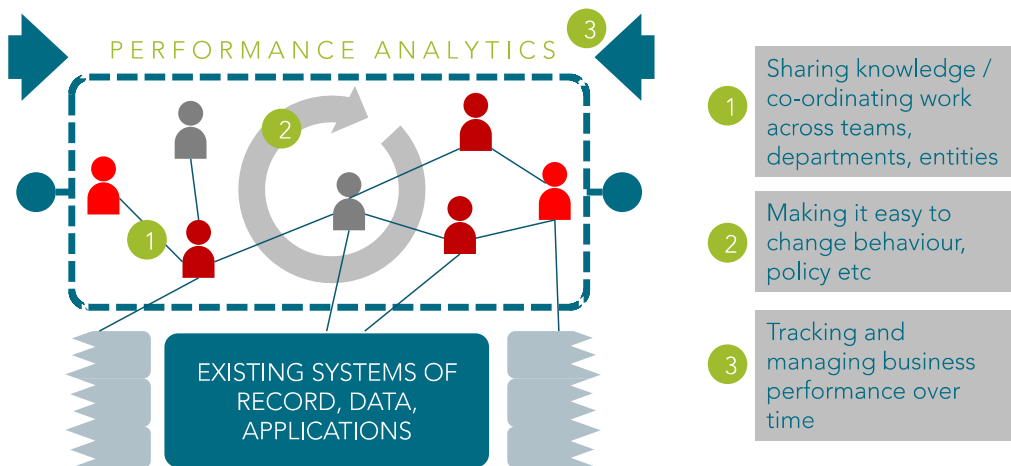 PERFORMANCE ANALYTICS
3
2
1
EXISTING SYSTEMS OF
RECORD, DATA,
APPLICATIONS
1
Sharing knowledge /
co-ordinating work
across teams,
departments, entities
2
Making it easy to
change behaviour,
policy etc
3
Tracking and
managing business
performance over
time